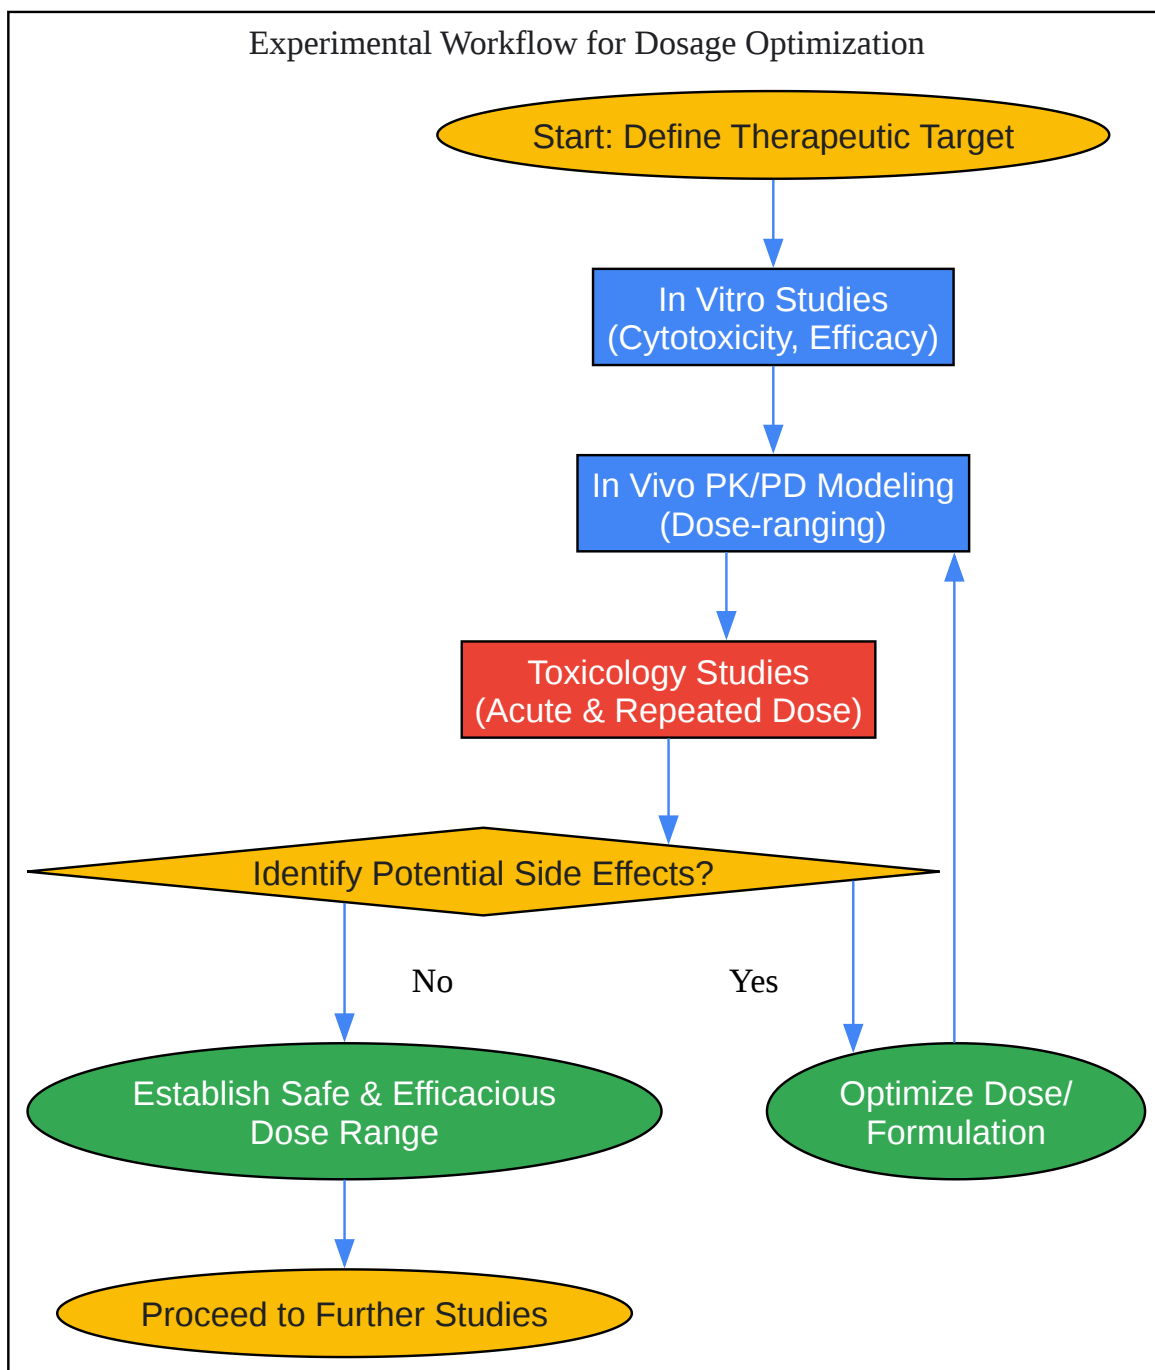 Experimental Workflow for Dosage Optimization
Start: Define Therapeutic Target
In Vitro Studies
(Cytotoxicity, Efficacy)
In Vivo PK/PD Modeling
(Dose-ranging)
Toxicology Studies
(Acute & Repeated Dose)
Identify Potential Side Effects?
No
Yes
Establish Safe & Efficacious
Dose Range
Optimize Dose/
Formulation
Proceed to Further Studies